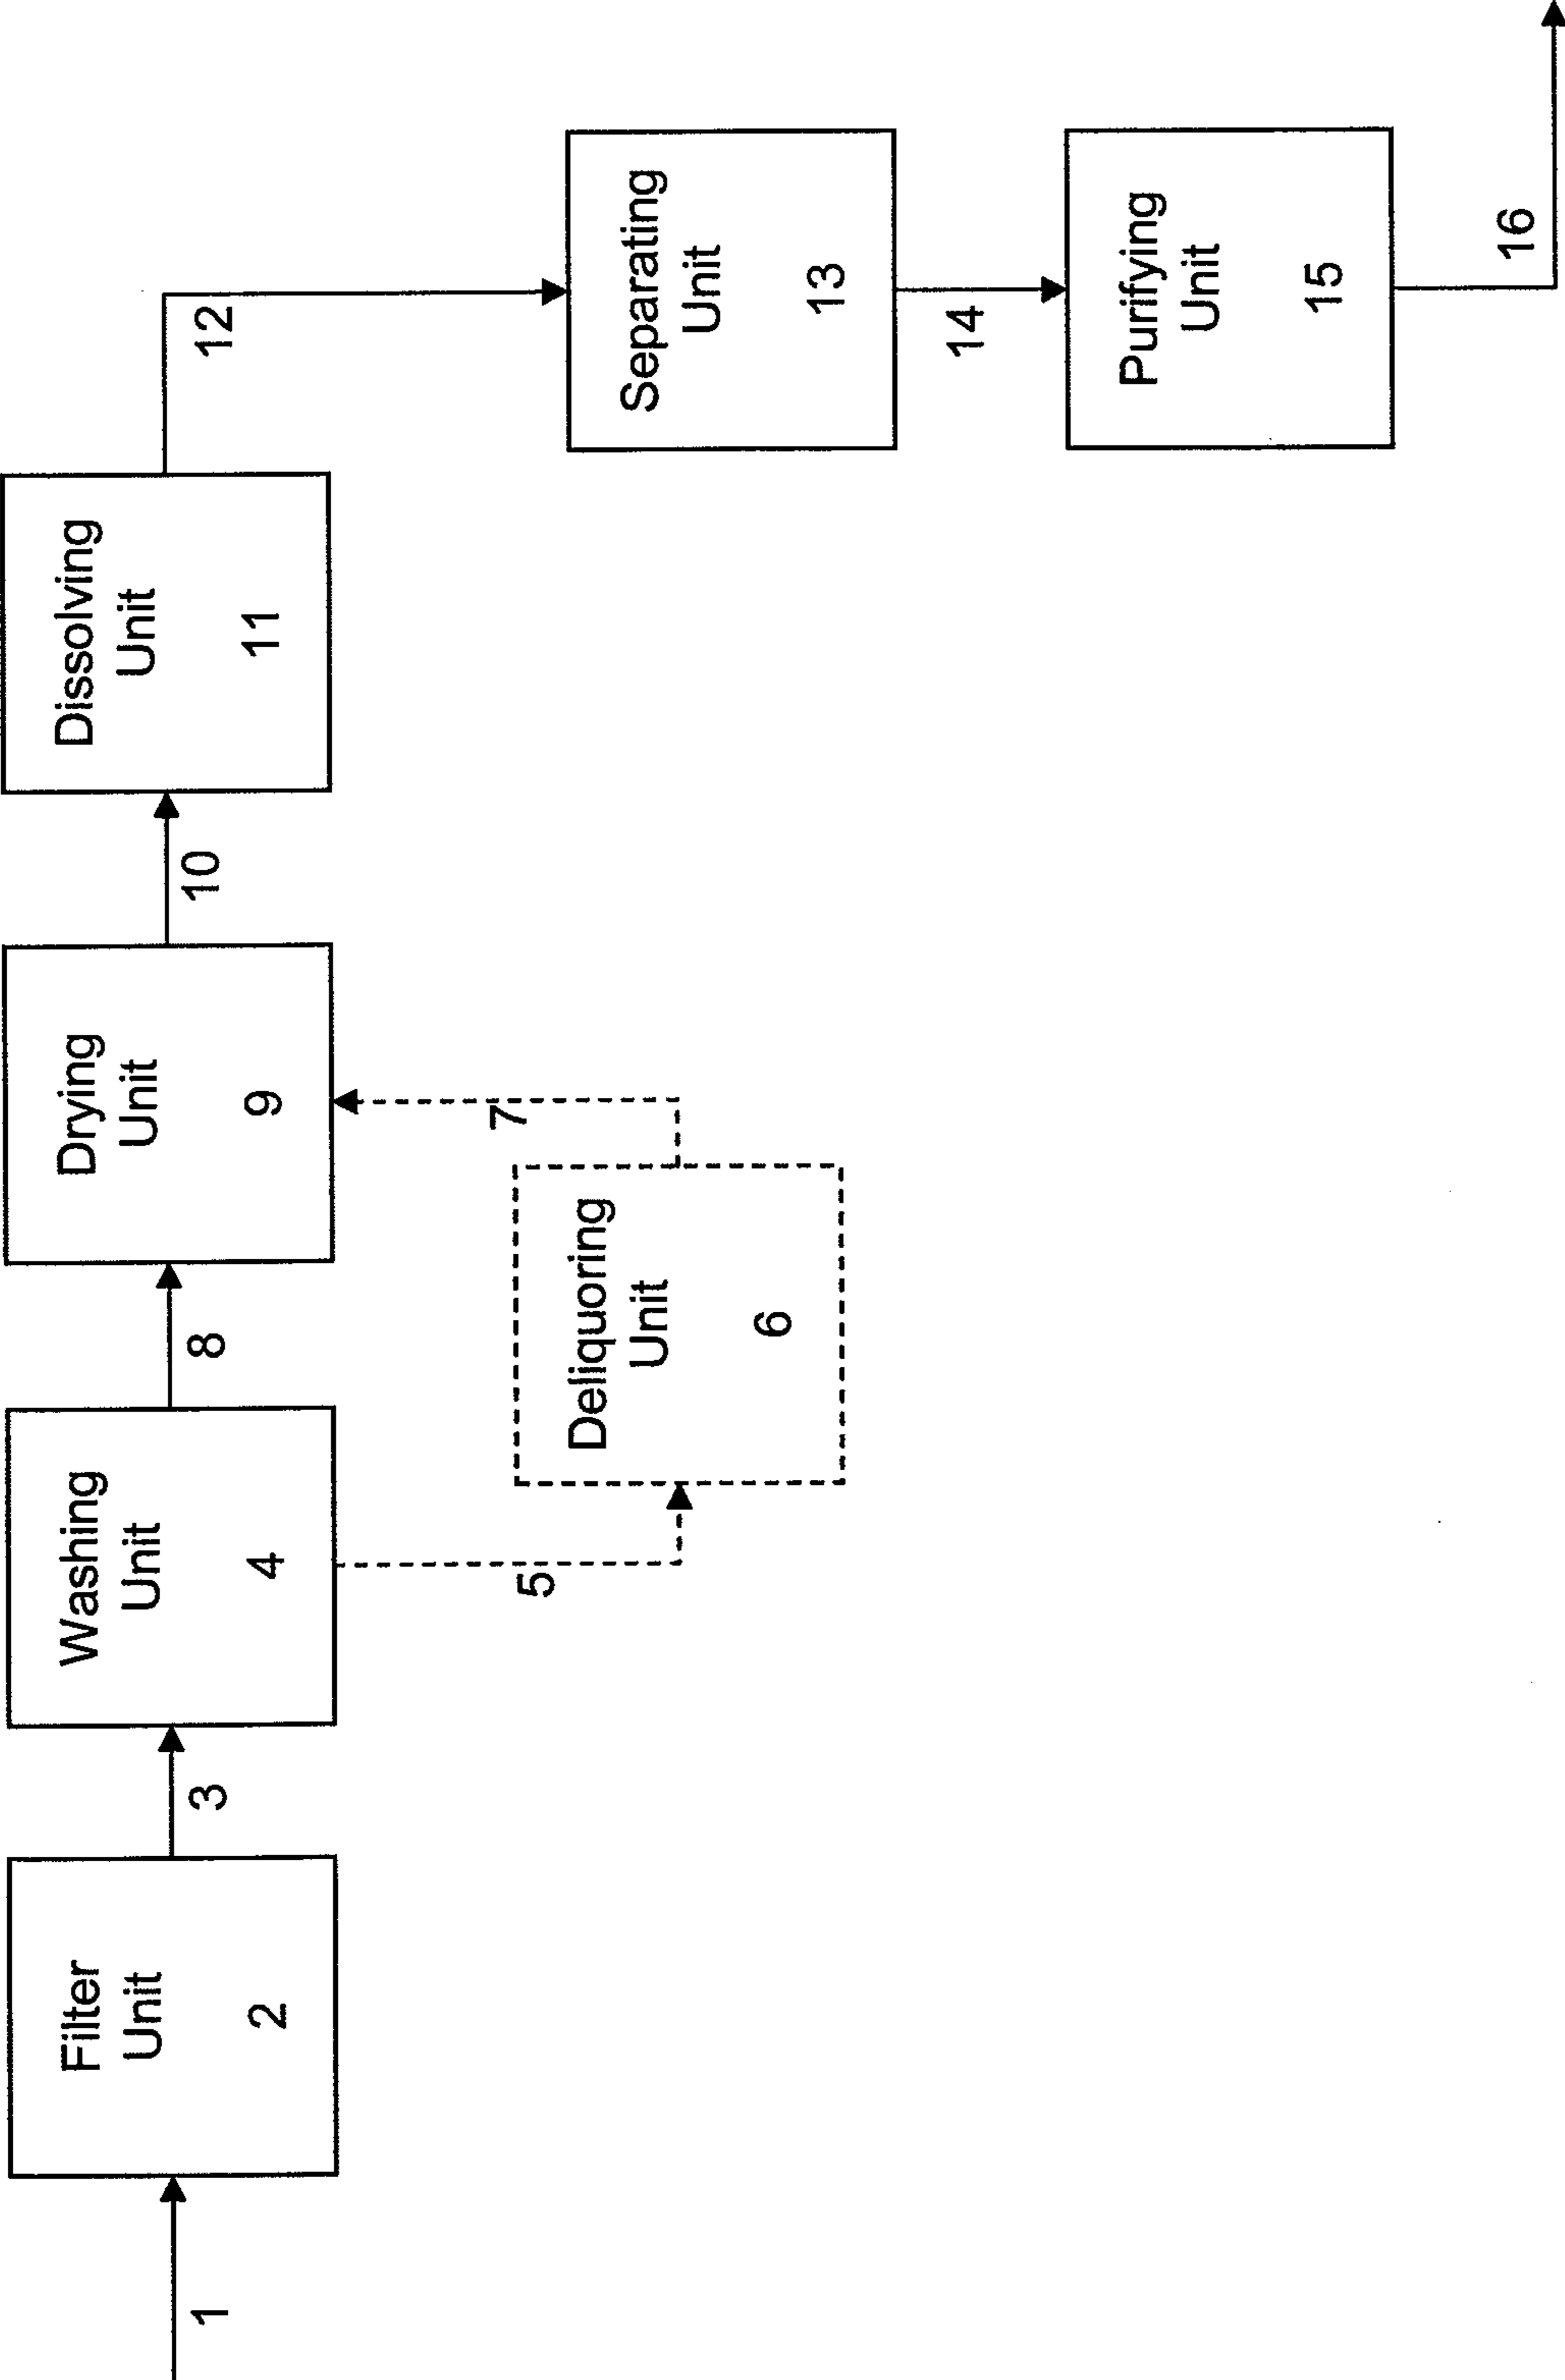 1
Filter
Unit
2
3
Washing
Unit
4
5
Deliquoring
Unit
6
7
8
Drying
Unit
9
10
Dissolving
Unit
11
12
Separating
Unit
13
14
Purifying
Unit
15
16